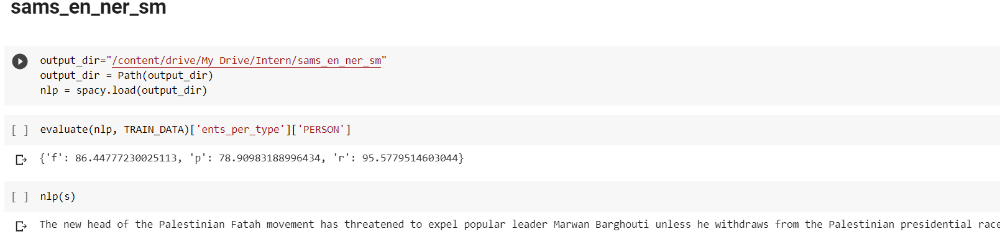 sams_en_ner_sm
output_dir="/content/drive/My Drive/Intern/sams_en_ner_sm"
output_dir = Path(output_dir)
nlp = spacy.load(output_dir)
[ ] evaluate(nlp, TRAIN_DATA)['ents_per_type']['PERSON']
{'f': 86.44777230025113, 'p': 78.90983188996434, 'r': 95.5779514603044}
[ ] nlp(s)
The new head of the Palestinian Fatah movement has threatened to expel popular leader Marwan Barghouti unless he withdraws from the Palestinian presidential race